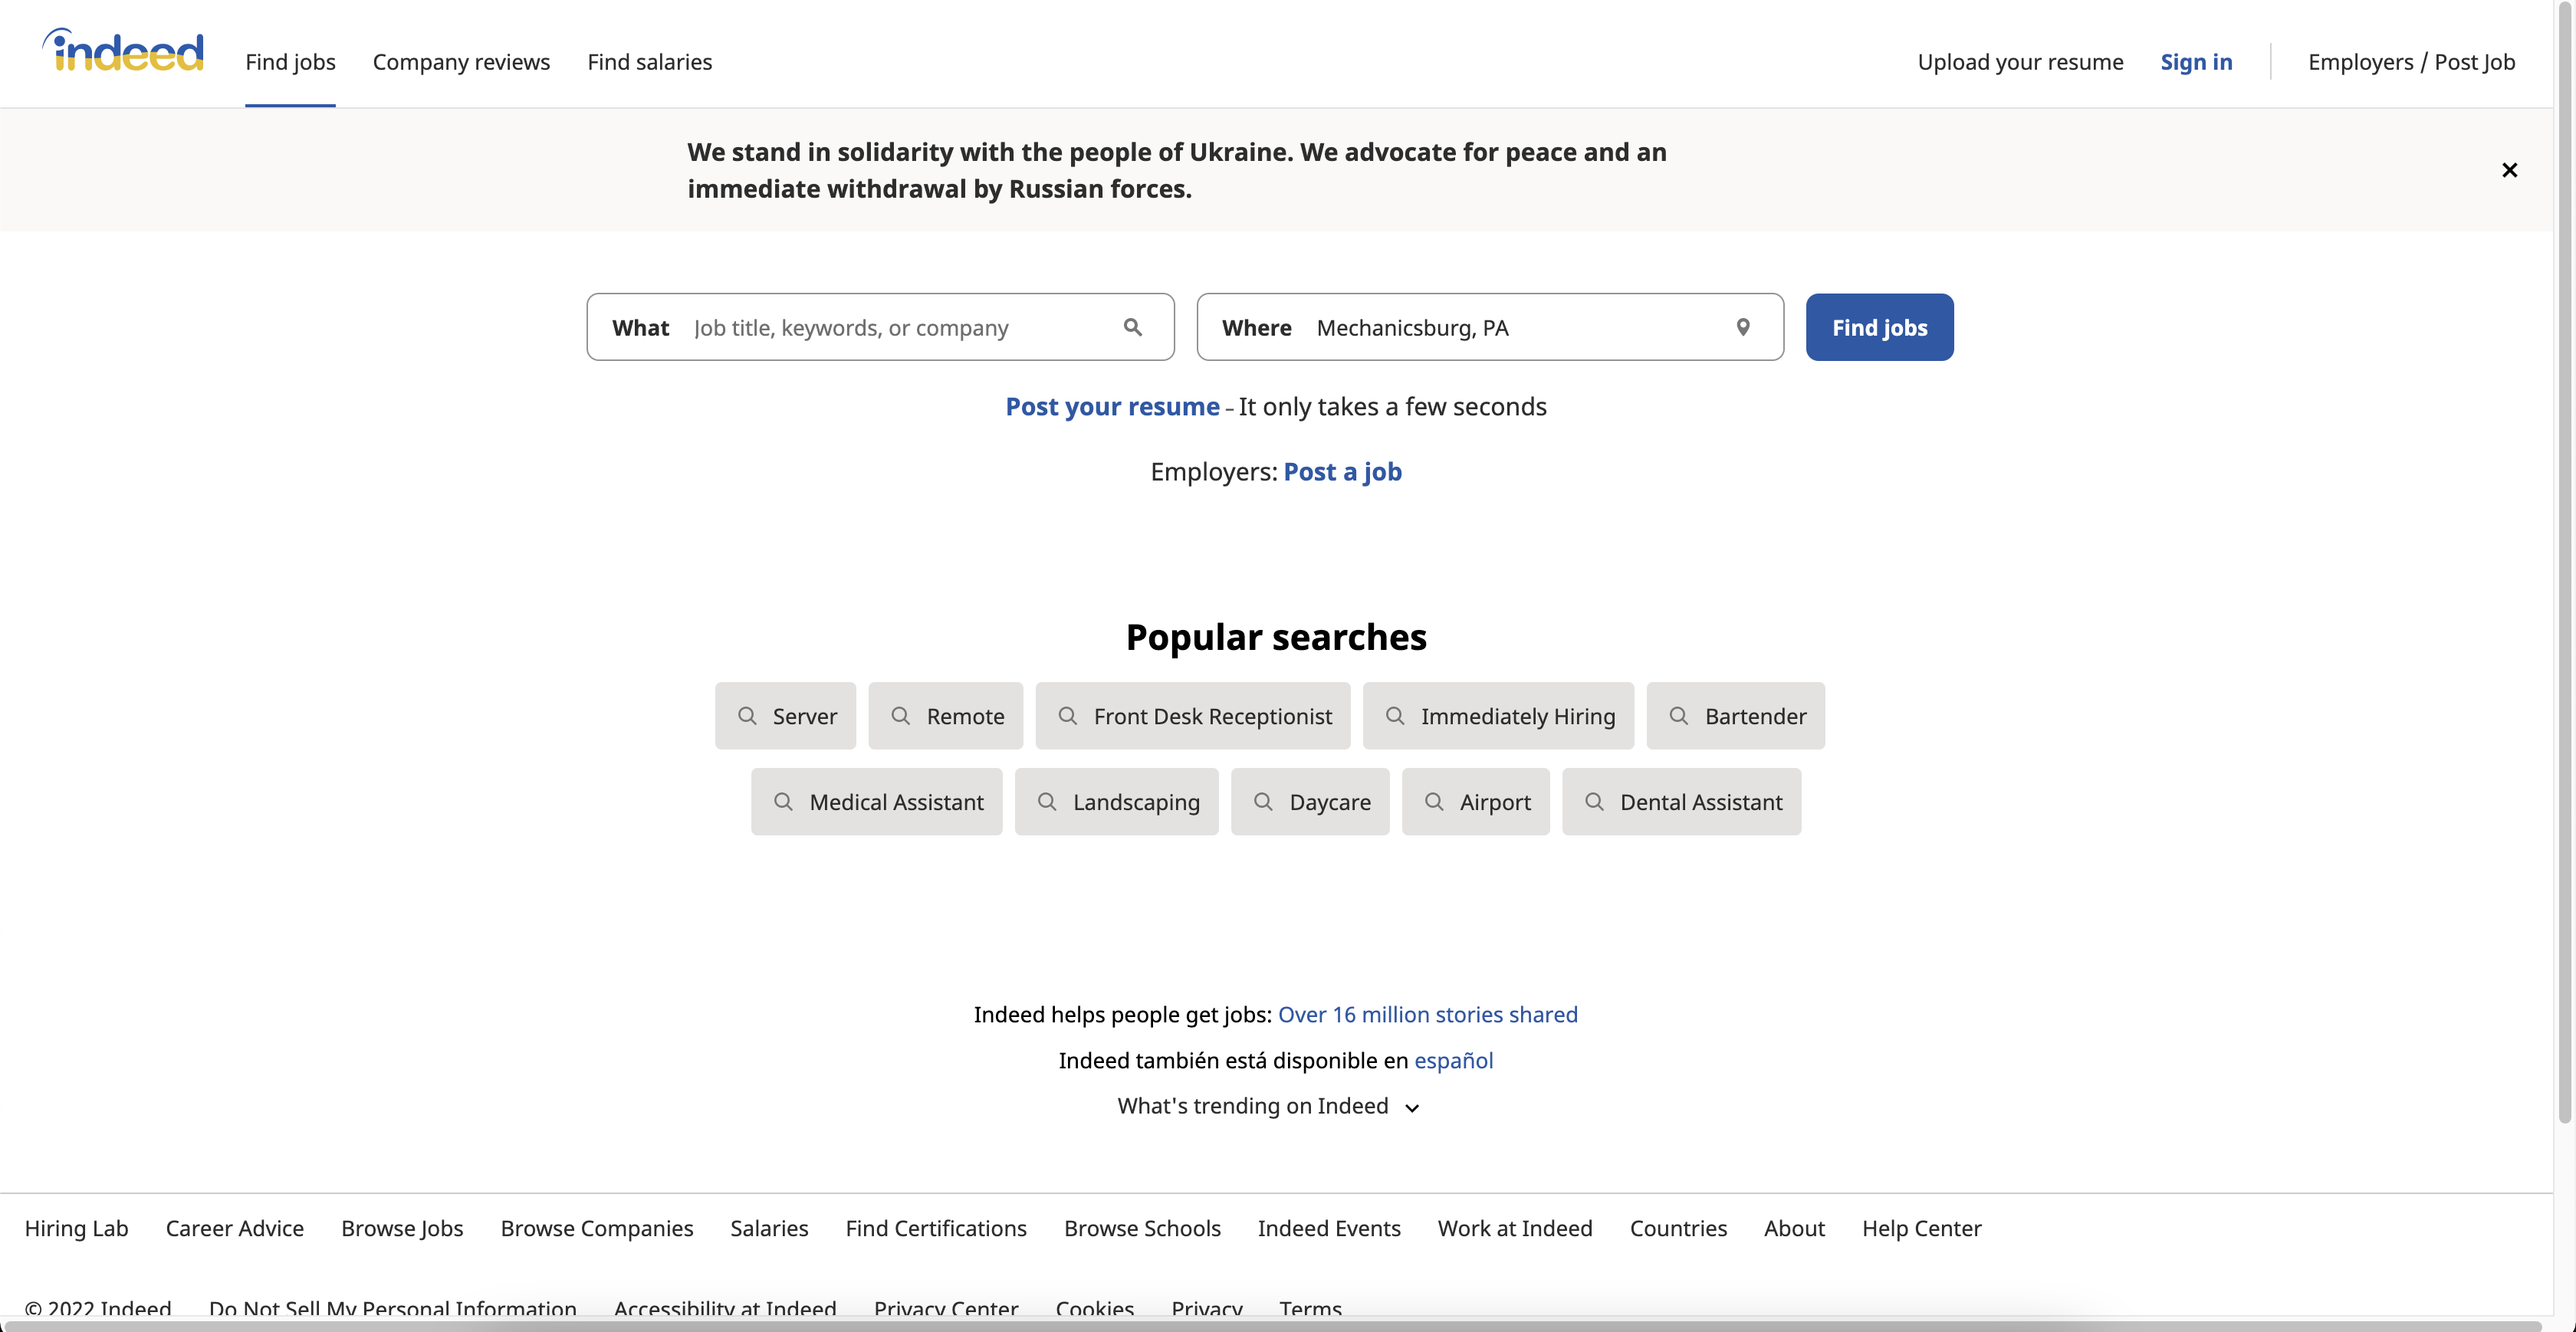 indeed
Find jobs Company reviews Find salaries Upload your resume Sign in Employers / Post Job
We stand in solidarity with the people of Ukraine. We advocate for peace and an
immediate withdrawal by Russian forces.
What Job title, keywords, or company Where Mechanicsburg, PA Find jobs
Post your resume – It only takes a few seconds
Employers: Post a job
Popular searches
Server Remote Front Desk Receptionist Immediately Hiring Bartender
Medical Assistant Landscaping Daycare Airport Dental Assistant
Indeed helps people get jobs: Over 16 million stories shared
Indeed también está disponible en español
What's trending on Indeed
Hiring Lab Career Advice Browse Jobs Browse Companies Salaries Find Certifications Browse Schools Indeed Events Work at Indeed Countries About Help Center
© 2022 Indeed Do Not Sell My Personal Information Accessibility at Indeed Privacy Center Cookies Privacy Terms